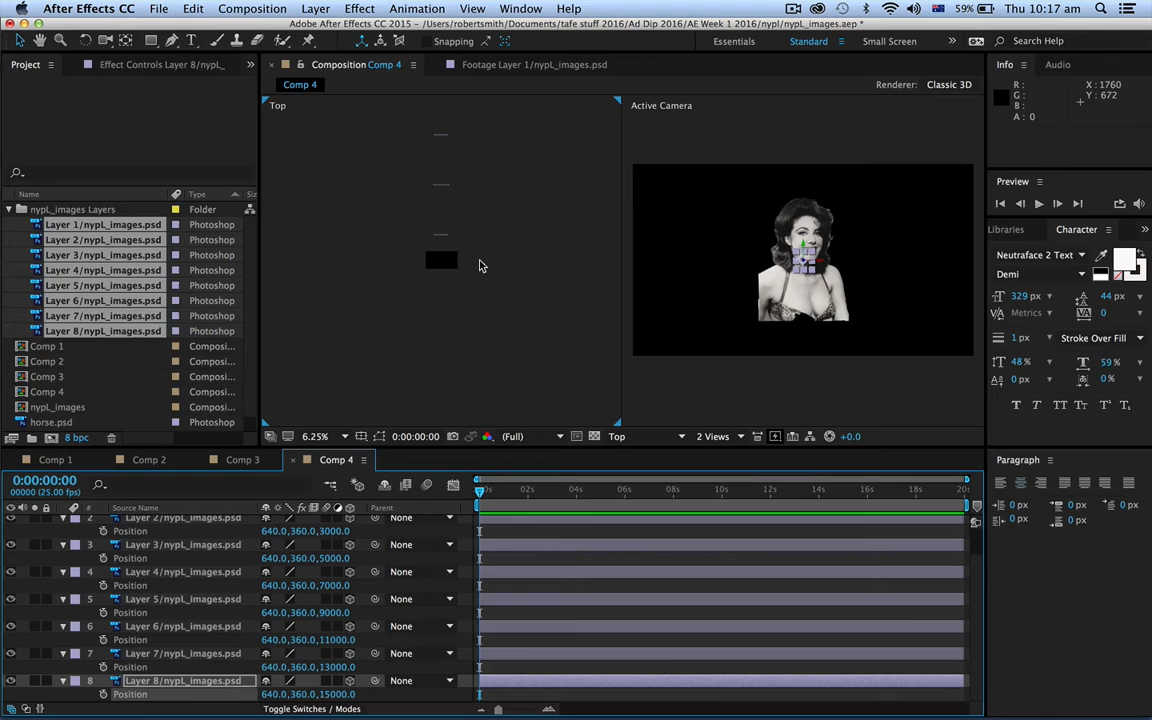 After Effects CC File Edit Composition Layer Effect Animation View Window Help 59% Thu 10:17 am
Adobe After Effects CC 2015 - /Users/robertsmith/Documents/tafe stuff 2016/Ad Dip 2016/AE Week 1 2016/nypl/nypL_images.aep *
Snapping Essentials Standard Small Screen Search Help
Project Effect Controls Layer 8/nypL_ Composition Comp 4 Footage Layer 1/nypL_images.psd Info Audio
Comp 4 Renderer: Classic 3D
Top Active Camera
R: X: 1760
G: Y: 672
B:
A: 0
Name Type Siz
nypL_images Layers Folder
Layer 1/nypL_images.psd Photoshop
Layer 2/nypL_images.psd Photoshop
Layer 3/nypL_images.psd Photoshop
Layer 4/nypL_images.psd Photoshop
Layer 5/nypL_images.psd Photoshop
Layer 6/nypL_images.psd Photoshop
Layer 7/nypL_images.psd Photoshop
Layer 8/nypL_images.psd Photoshop
Comp 1 Composi...
Comp 2 Composi...
Comp 3 Composi...
Comp 4 Composi...
nypL_images Composi...
horse.psd Photoshop
8 bpc
Preview
Libraries Character
Neutraface 2 Text
Demi
329 px 44 px
Metrics 0
1 px Stroke Over Fill
48 % 59 %
0 px 0 %
T T TT Tt T' T,
6.25% 0:00:00:00 (Full) Top 2 Views +0.0
Comp 1 Comp 2 Comp 3 Comp 4
0:00:00:00
00000 (25.00 fps)
0s 02s 04s 06s 08s 10s 12s 14s 16s 18s 20s
# Source Name Parent
2 Layer 2/nypL_images.psd None
Position 640.0,360.0,3000.0
3 Layer 3/nypL_images.psd None
Position 640.0,360.0,5000.0
4 Layer 4/nypL_images.psd None
Position 640.0,360.0,7000.0
5 Layer 5/nypL_images.psd None
Position 640.0,360.0,9000.0
6 Layer 6/nypL_images.psd None
Position 640.0,360.0,11000.0
7 Layer 7/nypL_images.psd None
Position 640.0,360.0,13000.0
8 Layer 8/nypL_images.psd None
Position 640.0,360.0,15000.0
Toggle Switches / Modes
Paragraph
0 px 0 px 0 px
0 px 0 px